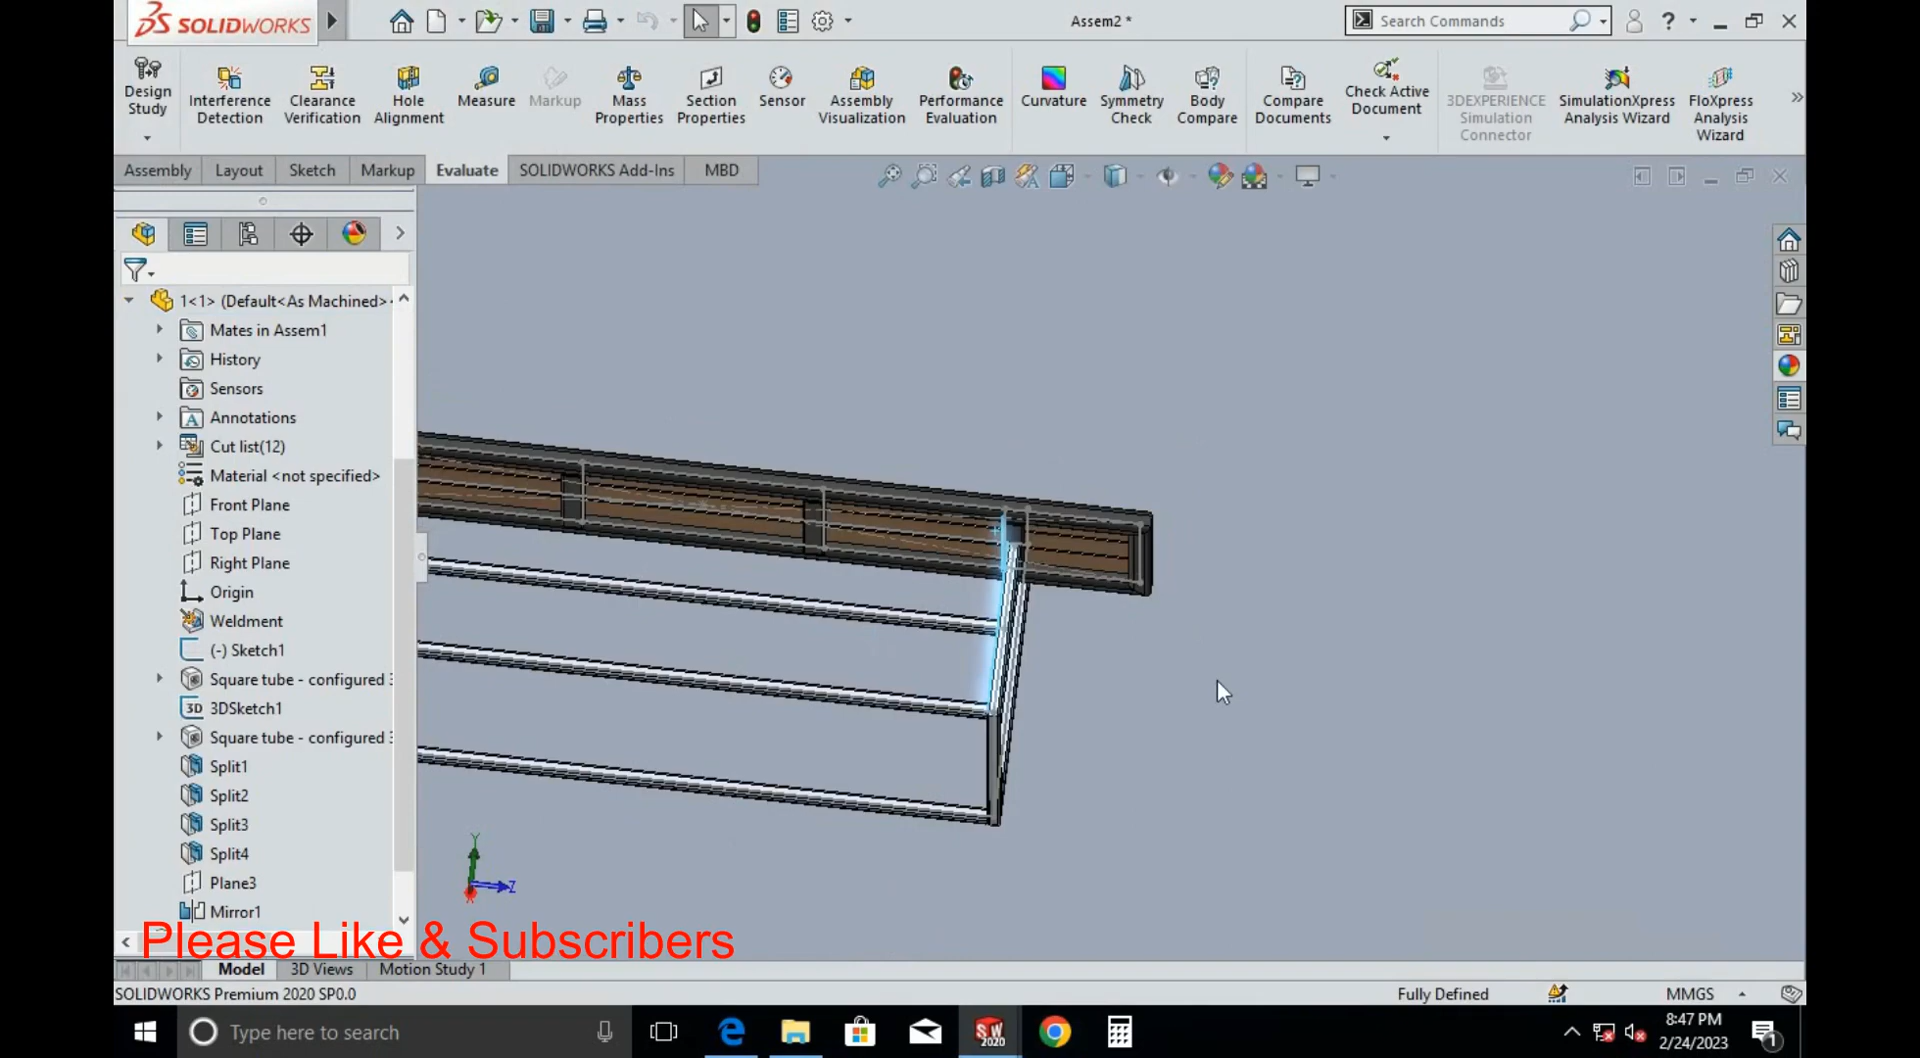 SOLIDWORKS
Assem2 *
Search Commands
Design Study
Interference Detection
Clearance Verification
Hole Alignment
Measure
Markup
Mass Properties
Section Properties
Sensor
Assembly Visualization
Performance Evaluation
Curvature
Symmetry Check
Body Compare
Compare Documents
Check Active Document
3DEXPERIENCE Simulation Connector
SimulationXpress Analysis Wizard
FloXpress Analysis Wizard
Assembly Layout Sketch Markup Evaluate SOLIDWORKS Add-Ins MBD
1<1> (Default<As Machined>
Mates in Assem1
History
Sensors
Annotations
Cut list(12)
Material <not specified>
Front Plane
Top Plane
Right Plane
Origin
Weldment
(-) Sketch1
Square tube - configured
3D 3DSketch1
Square tube - configured
Split1
Split2
Split3
Split4
Plane3
Mirror1
Y
Z
X
Please Like & Subscribers
Model 3D Views Motion Study 1
SOLIDWORKS Premium 2020 SP0.0
Fully Defined
MMGS
Type here to search
SW 2020
8:47 PM
2/24/2023
1